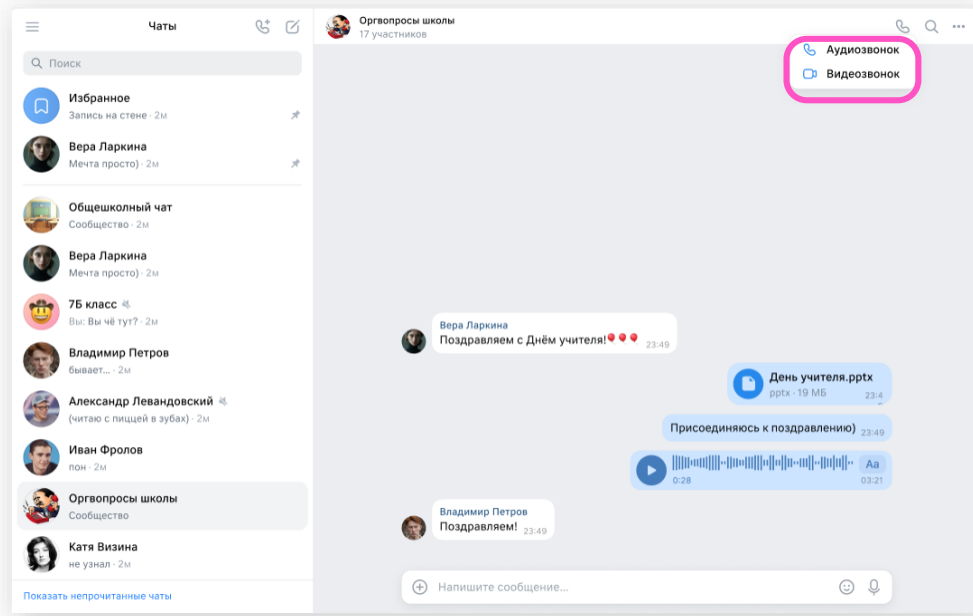 Чаты
Поиск
Избранное
Запись на стене · 2м
Вера Ларкина
Мечта просто) · 2м
Общешкольный чат
Сообщество · 2м
Вера Ларкина
Мечта просто) · 2м
7Б класс
Вы: Вы чё тут? · 2м
Владимир Петров
бывает... · 2м
Александр Левандовский
(читаю с пиццей в зубах) · 2м
Иван Фролов
пон · 2м
Оргвопросы школы
Сообщество
Катя Визина
не узнал · 2м
Показать непрочитанные чаты
Оргвопросы школы
17 участников
Аудиозвонок
Видеозвонок
Вера Ларкина
Поздравляем с Днём учителя! 23:49
День учителя.pptx
pptx · 19 МБ 23:4
Присоединяюсь к поздравлению) 23:49
Aa
0:28 03:21
Владимир Петров
Поздравляем! 23:49
Напишите сообщение...